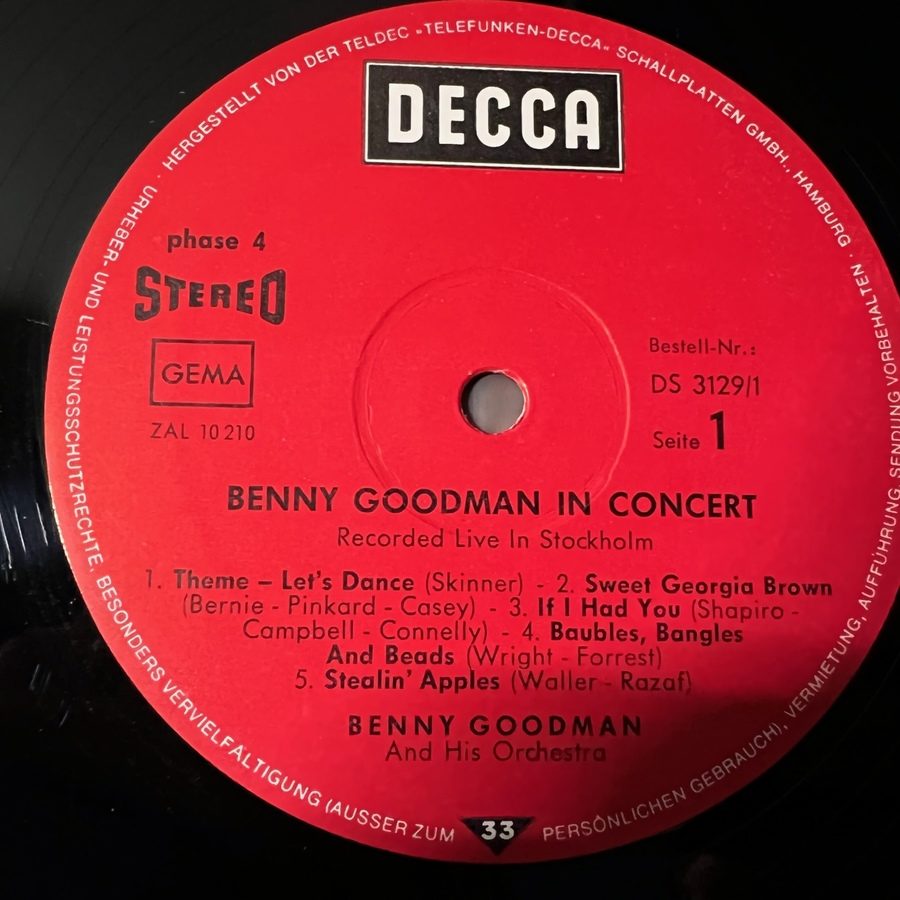 HERGESTELLT VON DER TELDEC »TELEFUNKEN-DECCA« SCHALLPLATTEN GMBH., HAMBURG · URHEBER- UND LEISTUNGSSCHUTZRECHTE, BESONDERS VERVIELFÄLTIGUNG (AUSSER ZUM PERSÖNLICHEN GEBRAUCH), VERMIETUNG, AUFFÜHRUNG, SENDUNG VORBEHALTEN ·
DECCA
phase 4
STEREO
GEMA
ZAL 10 210
Bestell-Nr.:
DS 3129/1
Seite 1
BENNY GOODMAN IN CONCERT
Recorded Live In Stockholm
1. Theme – Let's Dance (Skinner) - 2. Sweet Georgia Brown
(Bernie - Pinkard - Casey) - 3. If I Had You (Shapiro -
Campbell - Connelly) - 4. Baubles, Bangles
And Beads (Wright - Forrest)
5. Stealin' Apples (Waller - Razaf)
BENNY GOODMAN
And His Orchestra
33